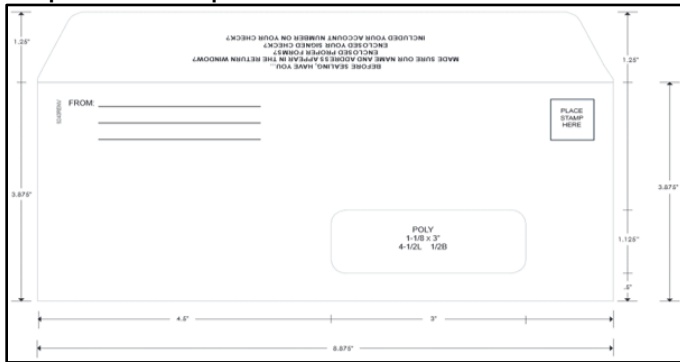 BEFORE SEALING, HAVE YOU...
MADE SURE OUR NAME AND ADDRESS APPEAR IN THE RETURN WINDOW?
ENCLOSED PROPER FORMS?
ENCLOSED YOUR SIGNED CHECK?
INCLUDED YOUR ACCOUNT NUMBER ON YOUR CHECK?
1.25"
1.25"
FROM:
PLACE
STAMP
HERE
3.875"
3.875"
POLY
1-1/8 x 3"
4-1/2L 1/2B
1.125"
.5"
4.5"
3"
8.875"